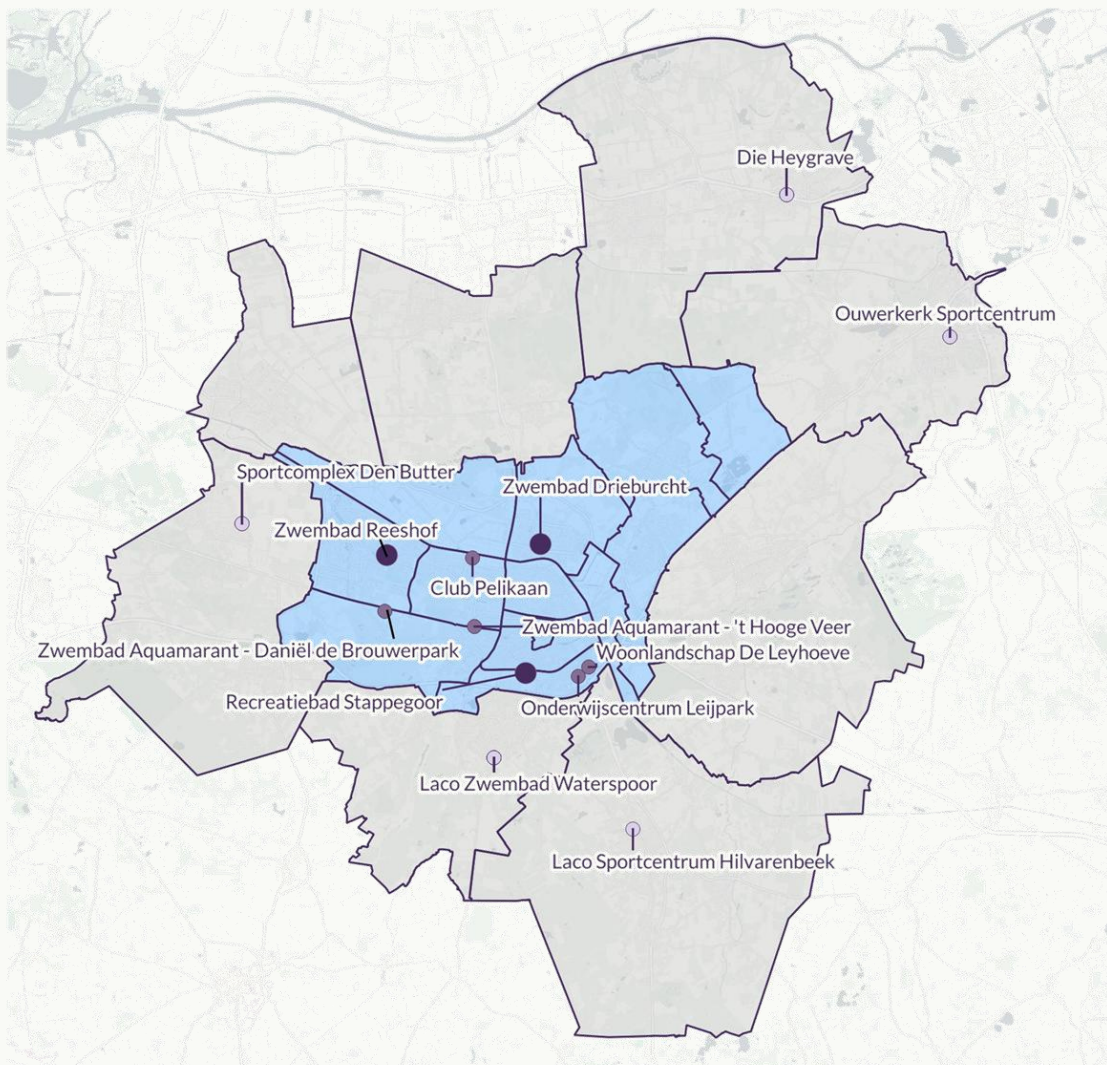 Die Heygrave
Ouwerkerk Sportcentrum
Sportcomplex Den Butter
Zwembad Drieburcht
Zwembad Reeshof
Club Pelikaan
Zwembad Aquamarant - 't Hooge Veer
Zwembad Aquamarant - Daniël de Brouwerpark
Woonlandschap De Leyhoeve
Recreatiebad Stappegoor
Onderwijscentrum Leijpark
Laco Zwembad Waterspoor
Laco Sportcentrum Hilvarenbeek